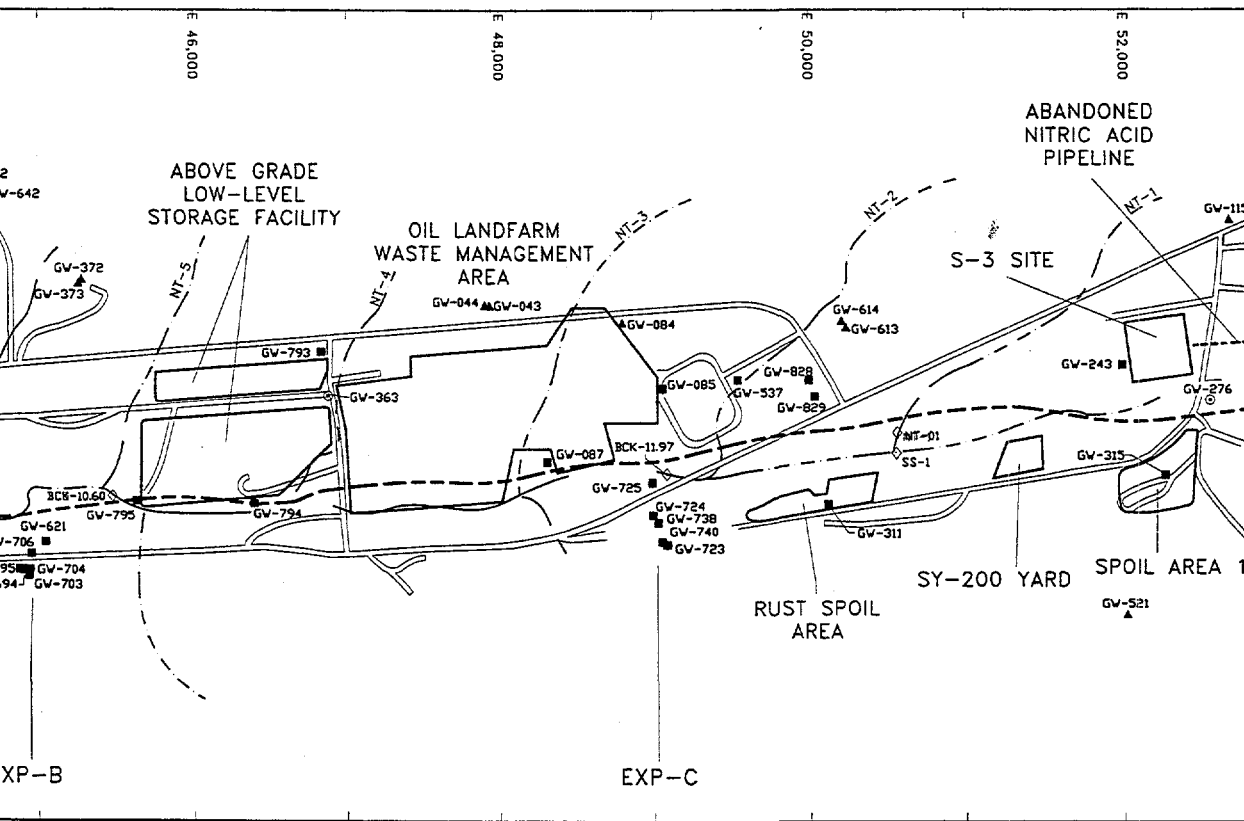 E 46,000
E 48,000
E 50,000
E 52,000
ABANDONED
NITRIC ACID
PIPELINE
ABOVE GRADE
LOW-LEVEL
STORAGE FACILITY
2
W-642
NT-3
NT-2
NT-1
GW-115
OIL LANDFARM
WASTE MANAGEMENT
AREA
S-3 SITE
GW-372
GW-373
NT-5
NT-4
GW-044
GW-043
GW-084
GW-614
GW-613
GW-793
GW-363
GW-085
GW-537
GW-828
GW-829
GW-243
GW-276
BCK-11.97
NT-01
SS-1
GW-087
GW-315
BCK-10.60
GW-795
GW-794
GW-725
GW-724
GW-738
GW-740
GW-723
GW-311
GW-621
W-706
95
GW-704
694
GW-703
SY-200 YARD
SPOIL AREA 1
RUST SPOIL
AREA
GW-521
XP-B
EXP-C